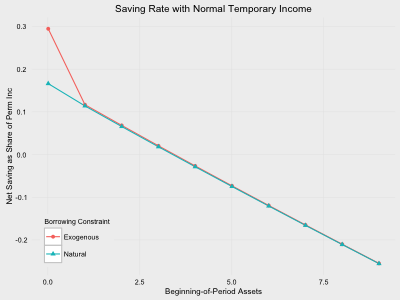 Saving Rate with Normal Temporary Income
Net Saving as Share of Perm Inc
0.3
0.2
0.1
0.0
-0.1
-0.2
Borrowing Constraint
Exogenous
Natural
0.0 2.5 5.0 7.5
Beginning-of-Period Assets